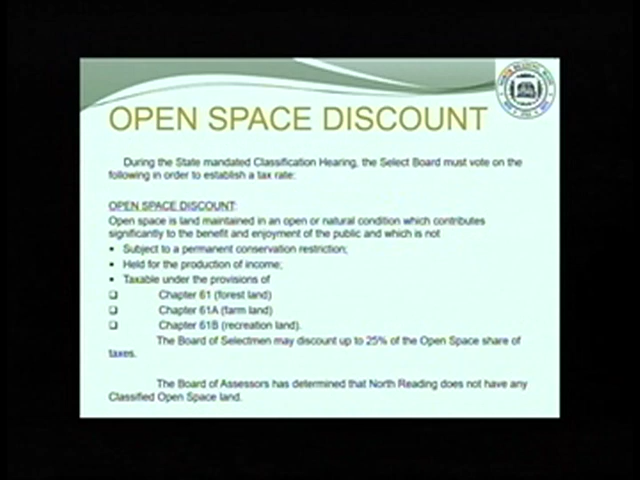 OPEN SPACE DISCOUNT
During the State mandated Classification Hearing, the Select Board must vote on the
following in order to establish a tax rate:
OPEN SPACE DISCOUNT:
Open space is land maintained in an open or natural condition which contributes
significantly to the benefit and enjoyment of the public and which is not
• Subject to a permanent conservation restriction;
• Held for the production of income;
• Taxable under the provisions of
❑ Chapter 61 (forest land)
❑ Chapter 61A (farm land)
❑ Chapter 61B (recreation land).
The Board of Selectmen may discount up to 25% of the Open Space share of
taxes.
The Board of Assessors has determined that North Reading does not have any
Classified Open Space land.